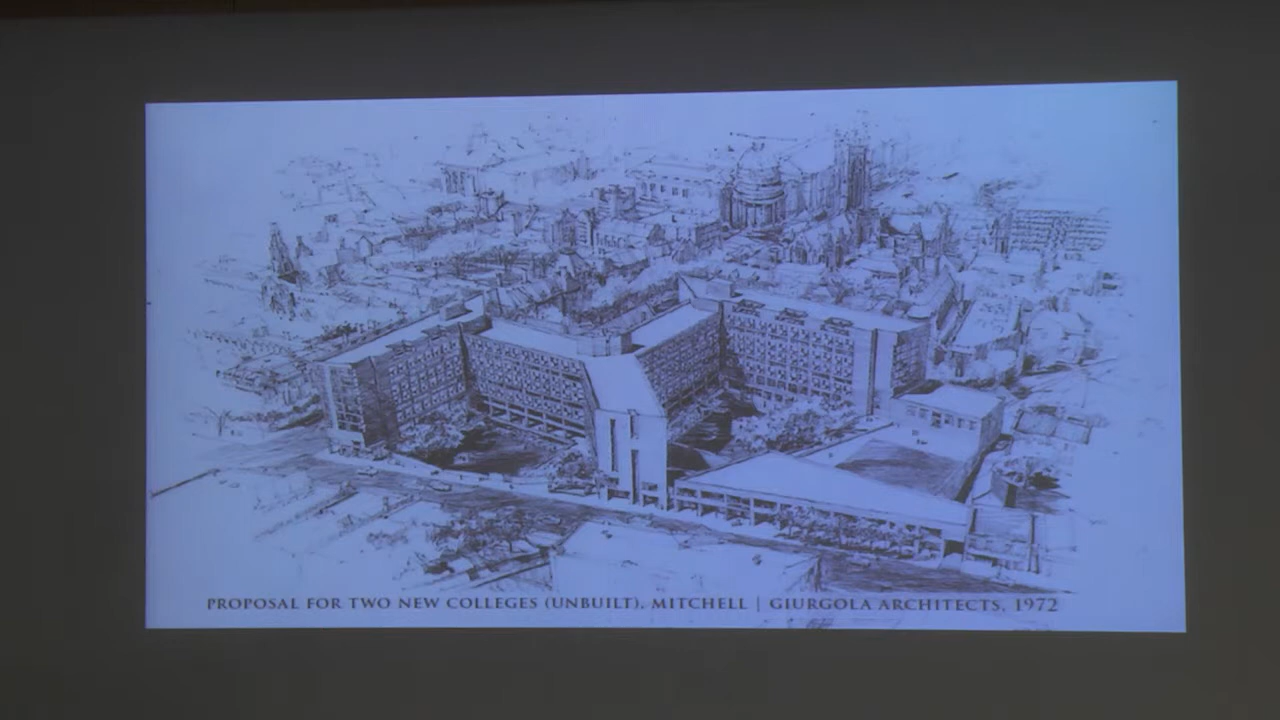 PROPOSAL FOR TWO NEW COLLEGES (UNBUILT), MITCHELL | GIURGOLA ARCHITECTS, 1972